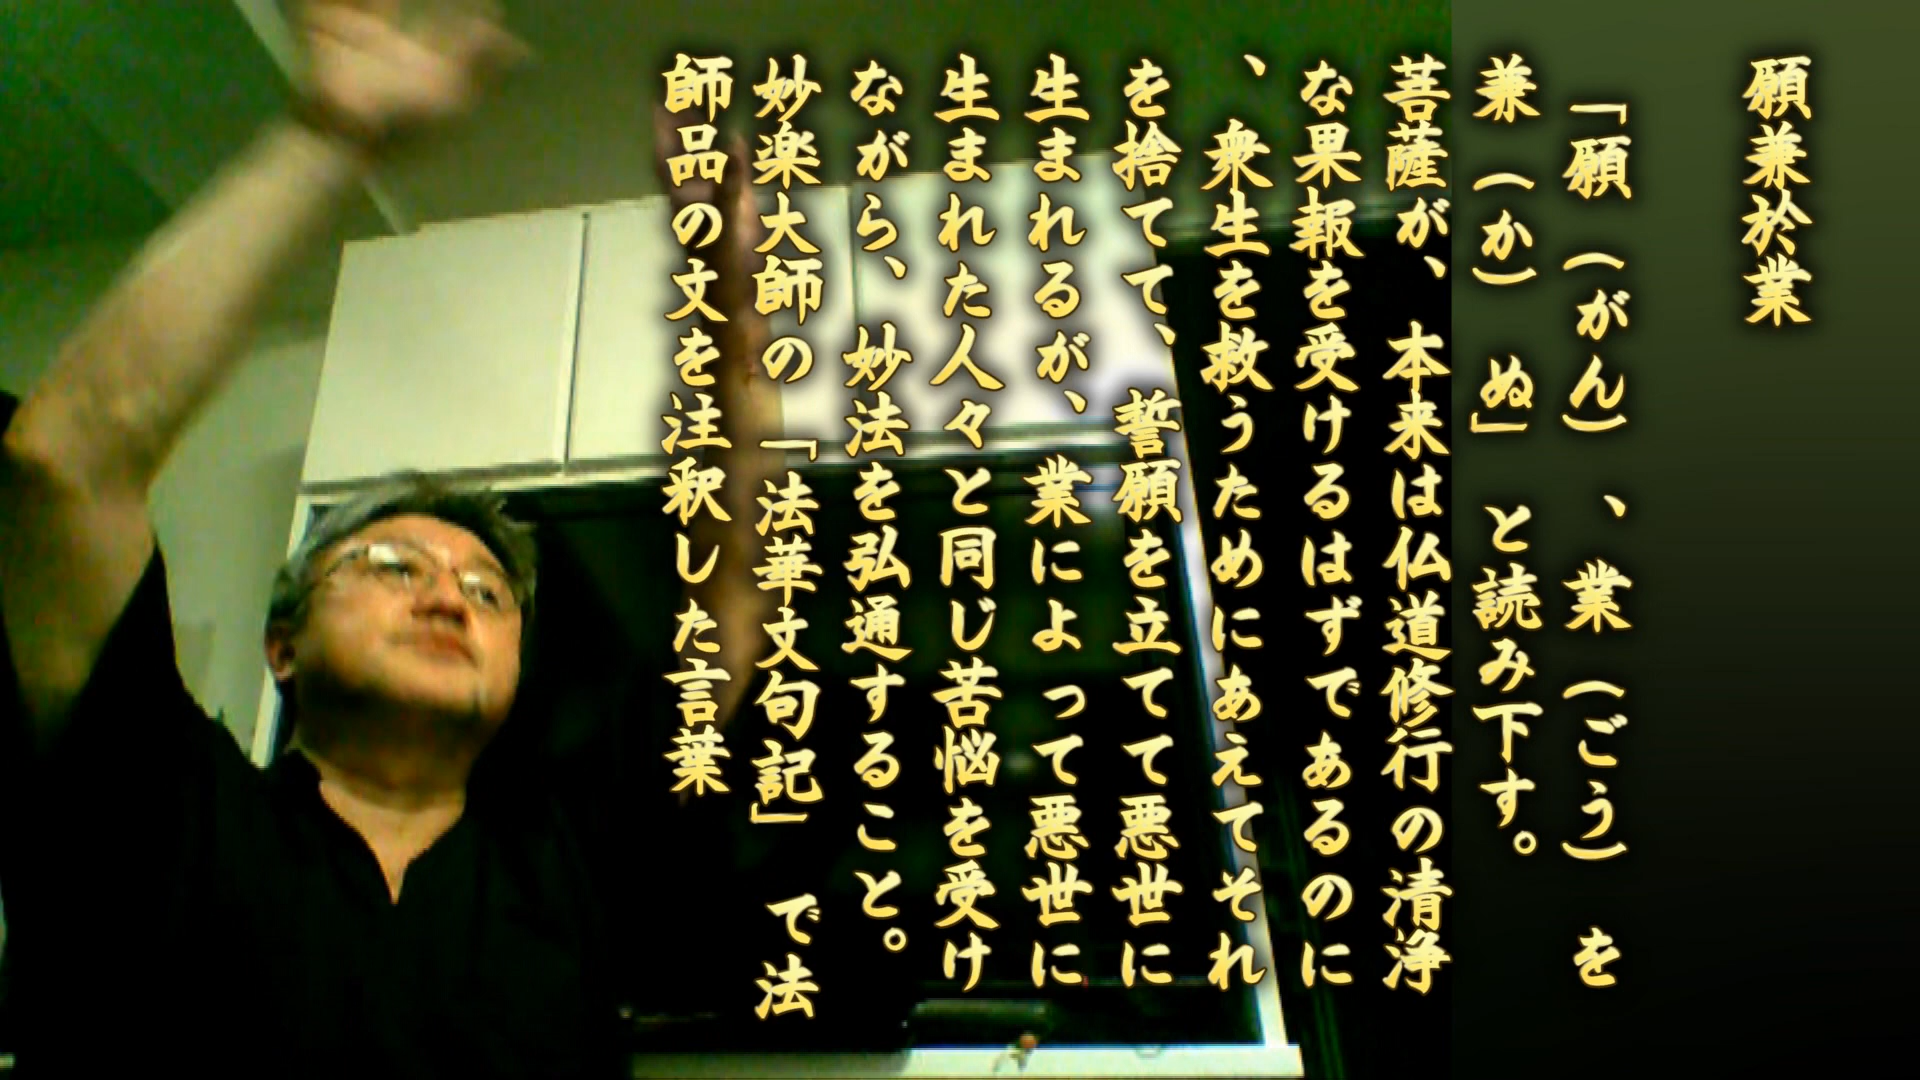 願兼於業
「願（がん）、業（ごう）を
兼（か）ぬ」と読み下す。
菩薩が、本来は仏道修行の清浄
な果報を受けるはずであるのに
、衆生を救うためにあえてそれ
を捨てて、誓願を立てて悪世に
生まれるが、業によって悪世に
生まれた人々と同じ苦悩を受け
ながら、妙法を弘通すること。
妙楽大師の「法華文句記」で法
師品の文を注釈した言葉